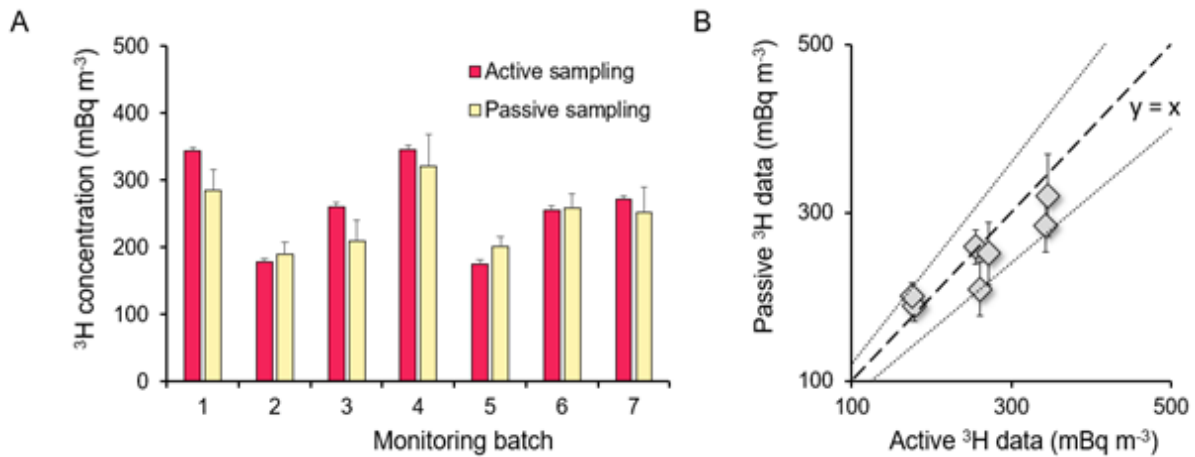 A
³H concentration (mBq m⁻³)
500
400
300
200
100
0
Active sampling
Passive sampling
1 2 3 4 5 6 7
Monitoring batch
B
Passive ³H data (mBq m⁻³)
500
300
100
y = x
100 300 500
Active ³H data (mBq m⁻³)